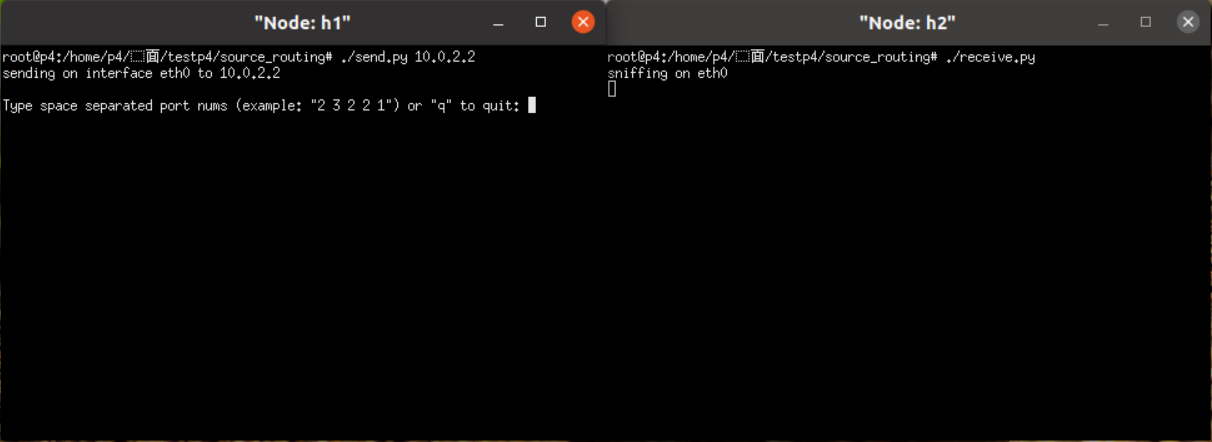 "Node: h1"
root@p4:/home/p4/面/testp4/source_routing# ./send.py 10.0.2.2
sending on interface eth0 to 10.0.2.2
Type space separated port nums (example: "2 3 2 2 1") or "q" to quit:
"Node: h2"
root@p4:/home/p4/面/testp4/source_routing# ./receive.py
sniffing on eth0